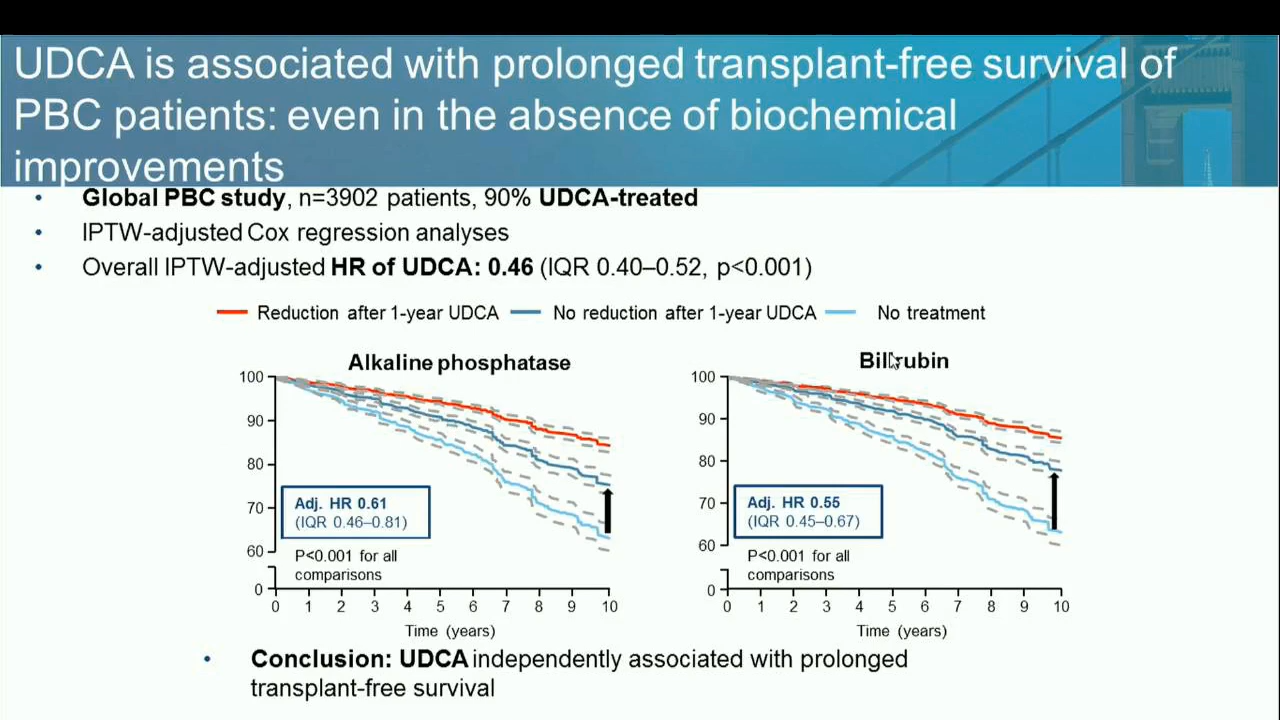 UDCA is associated with prolonged transplant-free survival of
PBC patients: even in the absence of biochemical
improvements
• Global PBC study, n=3902 patients, 90% UDCA-treated
• IPTW-adjusted Cox regression analyses
• Overall IPTW-adjusted HR of UDCA: 0.46 (IQR 0.40–0.52, p<0.001)
Reduction after 1-year UDCA No reduction after 1-year UDCA No treatment
Alkaline phosphatase
100
90
80
70
60
0
Adj. HR 0.61
(IQR 0.46–0.81)
P<0.001 for all
comparisons
0 1 2 3 4 5 6 7 8 9 10
Time (years)
Bilirubin
100
90
80
70
60
0
Adj. HR 0.55
(IQR 0.45–0.67)
P<0.001 for all
comparisons
0 1 2 3 4 5 6 7 8 9 10
Time (years)
• Conclusion: UDCA independently associated with prolonged
transplant-free survival